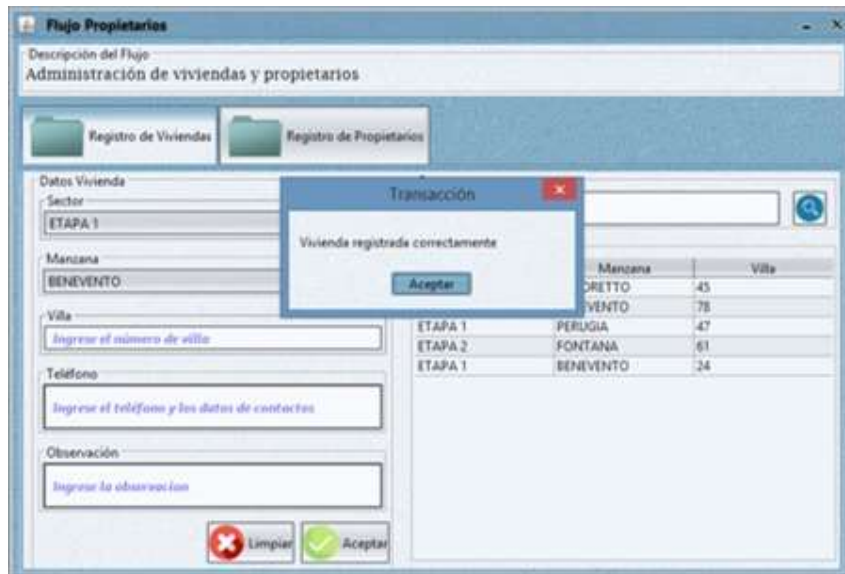 Flujo Propietarios
Descripción del Flujo
Administración de viviendas y propietarios
Registro de Viviendas
Registro de Propietarios
Datos Vivienda
Sector
ETAPA 1
Manzana
BENEVENTO
Villa
Ingrese el número de villa
Teléfono
Ingrese el teléfono y los datos de contactos
Observación
Ingrese la observacion
Limpiar
Aceptar
Transacción
Vivienda registrada correctamente
Aceptar
Manzana Villa
RETTO 45
VENTO 78
ETAPA 1 PERUGIA 47
ETAPA 2 FONTANA 61
ETAPA 1 BENEVENTO 24